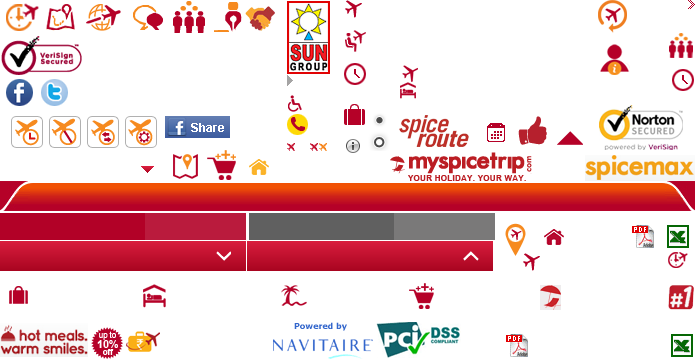 VeriSign
Secured
SUN
GROUP
f Share
spice
route
Norton
SECURED
powered by VeriSign
myspicetrip.com
YOUR HOLIDAY. YOUR WAY.
spicemax
PDF
#1
hot meals.
warm smiles.
up to
10%
off
Powered by
NAVITAIRE
PCI DSS
COMPLIANT
PDF